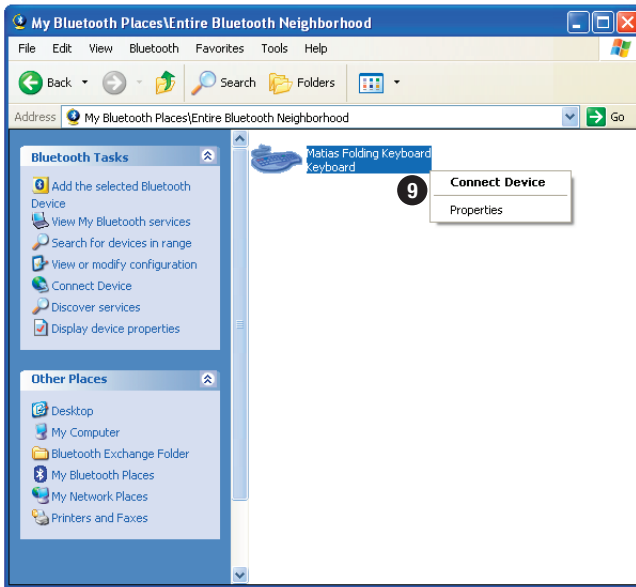 My Bluetooth Places\Entire Bluetooth Neighborhood
File Edit View Bluetooth Favorites Tools Help
Back Search Folders
Address My Bluetooth Places\Entire Bluetooth Neighborhood Go
Bluetooth Tasks
Add the selected Bluetooth
Device
View My Bluetooth services
Search for devices in range
View or modify configuration
Connect Device
Discover services
Display device properties
Other Places
Desktop
My Computer
Bluetooth Exchange Folder
My Bluetooth Places
My Network Places
Printers and Faxes
Matias Folding Keyboard
Keyboard
9
Connect Device
Properties